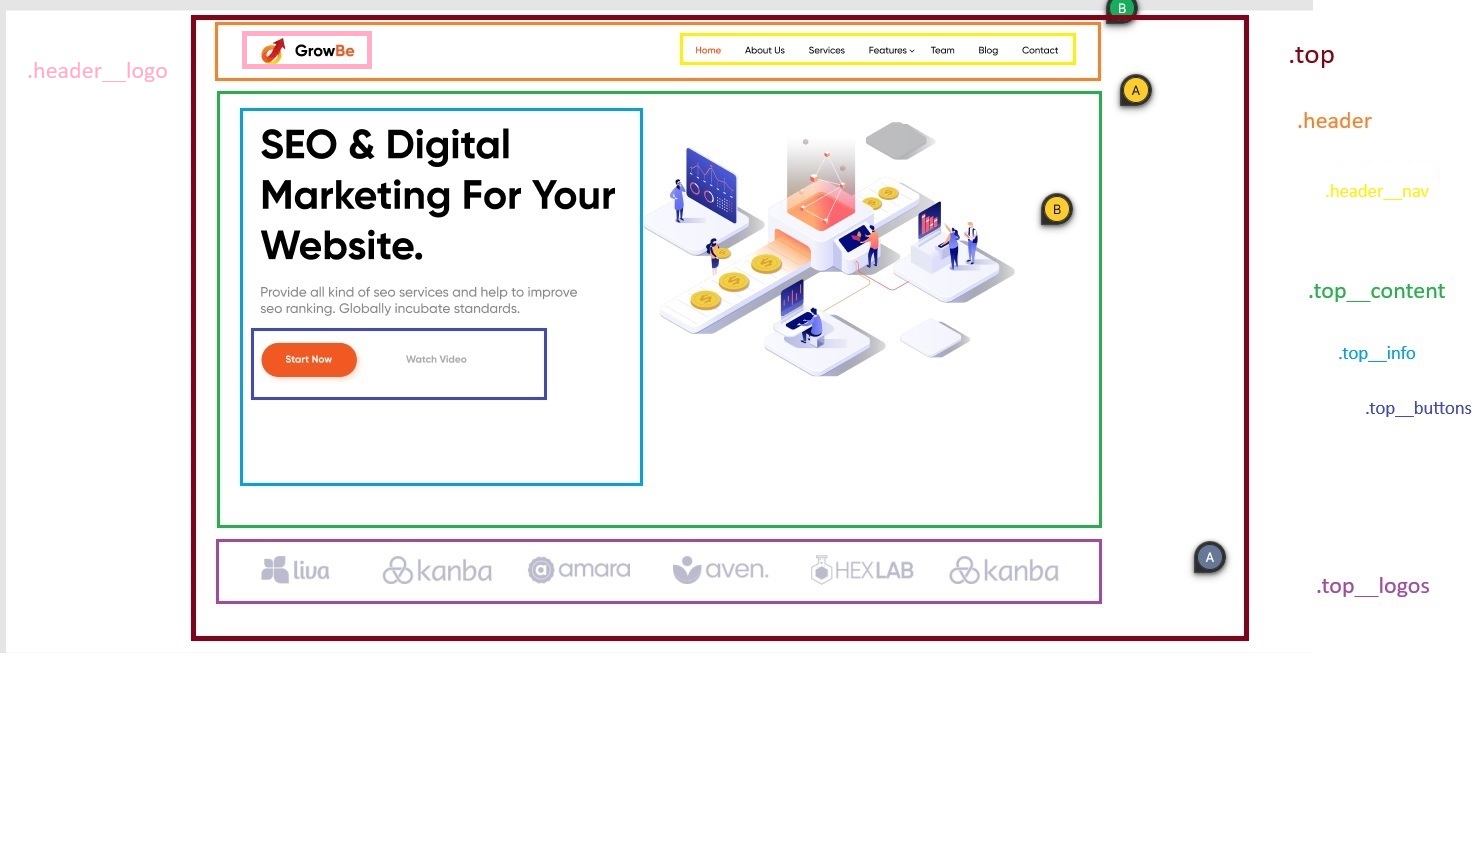 B
.header__logo
GrowBe
Home About Us Services Features Team Blog Contact
.top
A
.header
SEO & Digital
Marketing For Your
Website.
B
.header__nav
Provide all kind of seo services and help to improve
seo ranking. Globally incubate standards.
.top__content
Start Now Watch Video
.top__info
.top__buttons
A
liva kanba amara aven. HEXLAB kanba
.top__logos